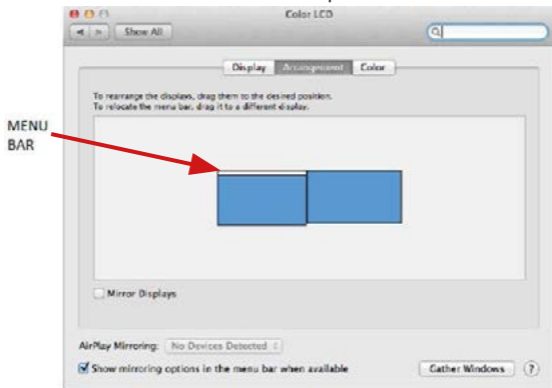 Color LCD
Show All
Display Arrangement Color
To rearrange the displays, drag them to the desired position.
To relocate the menu bar, drag it to a different display.
MENU
BAR
Mirror Displays
AirPlay Mirroring: No Devices Detected
Show mirroring options in the menu bar when available
Gather Windows ?